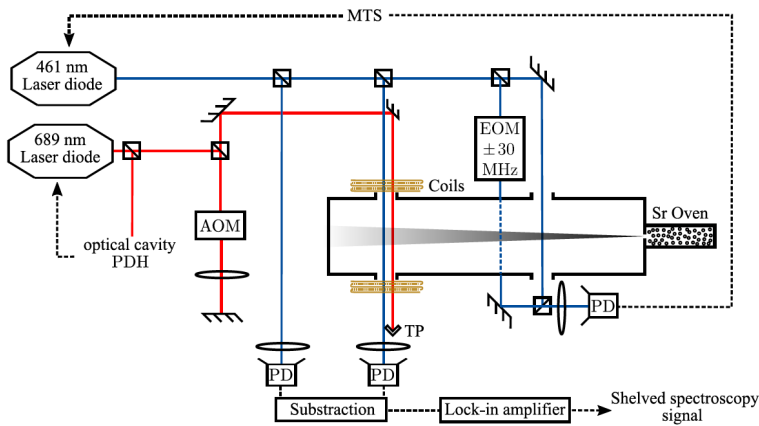 MTS
461 nm
Laser diode
689 nm
Laser diode
EOM
± 30
MHz
Coils
Sr Oven
AOM
optical cavity
PDH
PD
TP
PD
PD
Substraction
Lock-in amplifier
Shelved spectroscopy
signal